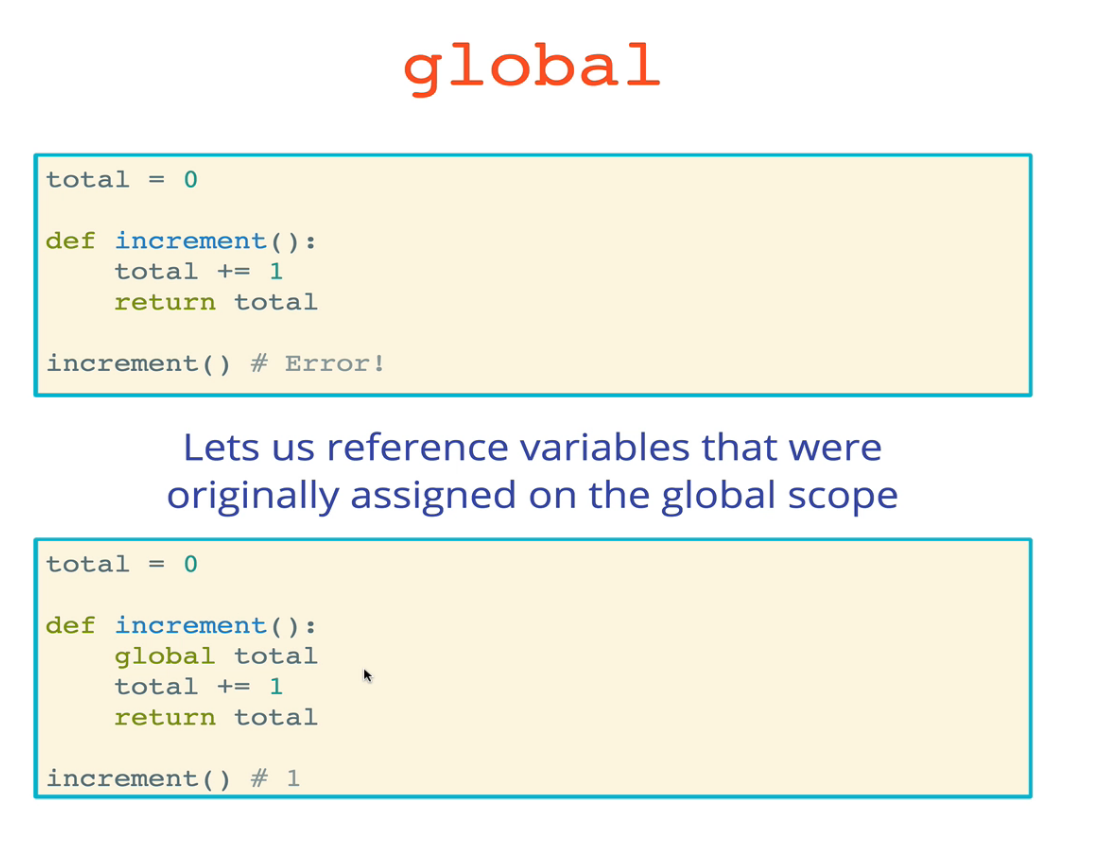 global
total = 0
def increment():
    total += 1
    return total
increment() # Error!
Lets us reference variables that were
originally assigned on the global scope
total = 0
def increment():
    global total
    total += 1
    return total
increment() # 1